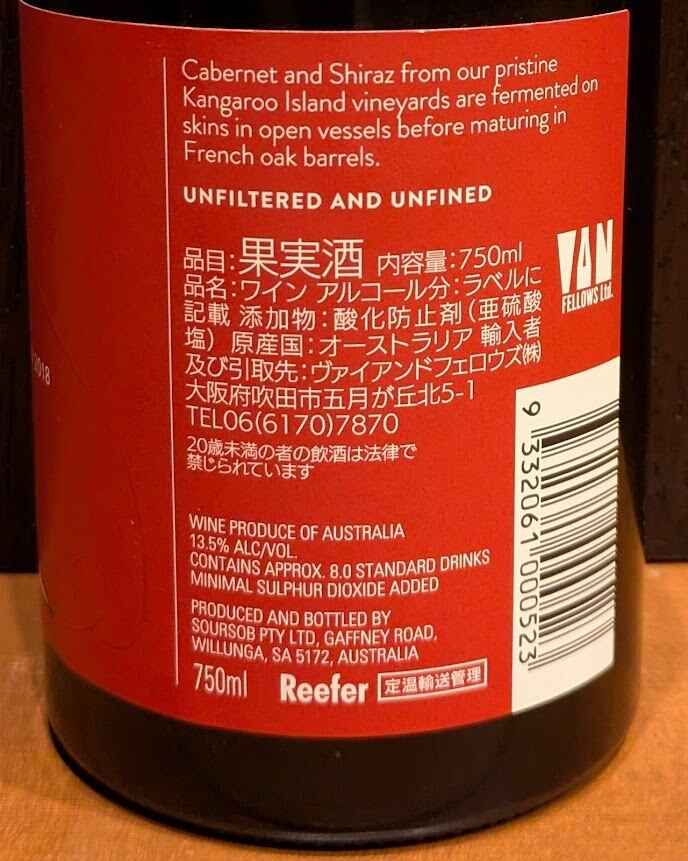 Cabernet and Shiraz from our pristine
Kangaroo Island vineyards are fermented on
skins in open vessels before maturing in
French oak barrels.
UNFILTERED AND UNFINED
品目:果実酒 内容量:750ml
品名:ワイン アルコール分:ラベルに
記載 添加物:酸化防止剤(亜硫酸
塩) 原産国:オーストラリア 輸入者
及び引取先:ヴァイアンドフェロウズ㈱
大阪府吹田市五月が丘北5-1
TEL06(6170)7870
20歳未満の者の飲酒は法律で
禁じられています
VAN
FELLOWS Ltd.
2018
WINE PRODUCE OF AUSTRALIA
13.5% ALC/VOL.
CONTAINS APPROX. 8.0 STANDARD DRINKS
MINIMAL SULPHUR DIOXIDE ADDED
PRODUCED AND BOTTLED BY
SOURSOB PTY LTD, GAFFNEY ROAD,
WILLUNGA, SA 5172, AUSTRALIA
750ml Reefer 定温輸送管理
9 332061 000523